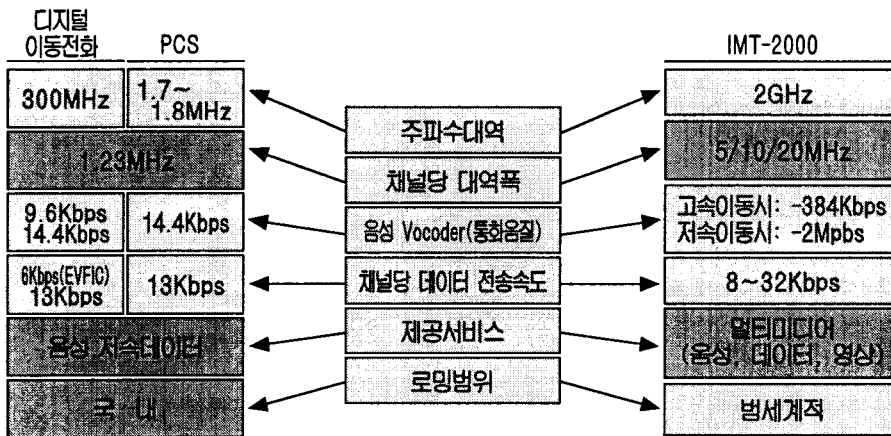 디지털
이동전화
PCS
IMT-2000
300MHz
1.7~
1.8MHz
주파수대역
2GHz
1.23MHz
채널당 대역폭
5/10/20MHz
9.6Kbps
14.4Kbps
14.4Kbps
음성 Vocoder(통화음질)
고속이동시: -384Kbps
저속이동시: -2Mpbs
6Kbps(EVFIC)
13Kbps
13Kbps
채널당 데이터 전송속도
8~32Kbps
음성 저속데이터
제공서비스
멀티미디어
(음성, 데이터, 영상)
국 내
로밍범위
범세계적